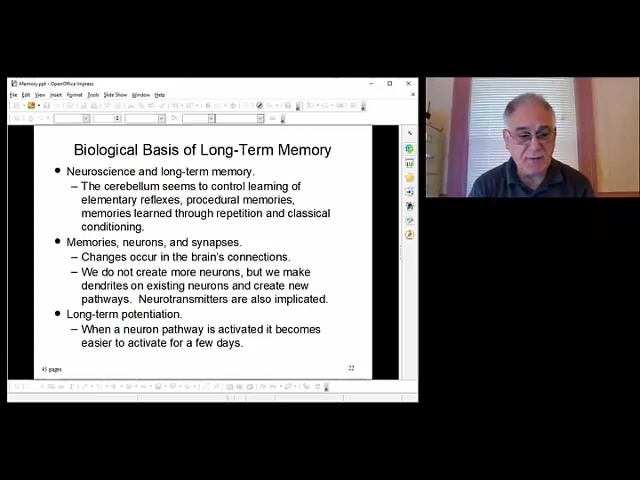 Memory.ppt - OpenOffice Impress
File Edit View Insert Format Tools Slide Show Window Help
Biological Basis of Long-Term Memory
• Neuroscience and long-term memory.
– The cerebellum seems to control learning of
elementary reflexes, procedural memories,
memories learned through repetition and classical
conditioning.
• Memories, neurons, and synapses.
– Changes occur in the brain's connections.
– We do not create more neurons, but we make
dendrites on existing neurons and create new
pathways. Neurotransmitters are also implicated.
• Long-term potentiation.
– When a neuron pathway is activated it becomes
easier to activate for a few days.
45 pages
22